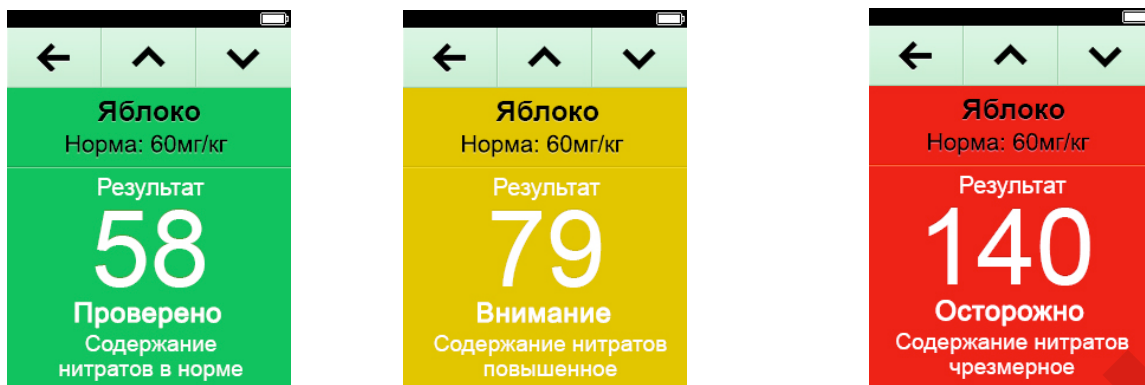 Яблоко
Норма: 60мг/кг
Результат
58
Проверено
Содержание
нитратов в норме
Яблоко
Норма: 60мг/кг
Результат
79
Внимание
Содержание нитратов
повышенное
Яблоко
Норма: 60мг/кг
Результат
140
Осторожно
Содержание нитратов
чрезмерное